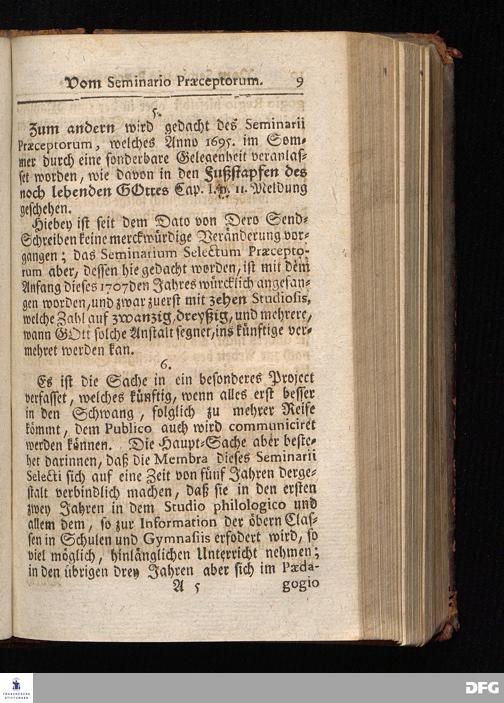 Vom Seminario Præceptorum. 9
5.
Zum andern wird gedacht des Seminarii
Præceptorum, welches Anno 1695. im Som-
mer durch eine sonderbare Gelegenheit veranlas-
set worden, wie davon in den Fußstapfen des
noch lebenden GOttes Cap. I. p. 11. Meldung
geschehen.
Hiebey ist seit dem Dato von Dero Send-
Schreiben keine merckwürdige Veränderung vor-
gangen; das Seminarium Selectum Præcepto-
rum aber, dessen hie gedacht worden, ist mit dem
Anfang dieses 1707den Jahres würcklich angefan-
gen worden, und zwar zuerst mit zehen Studiosis,
welche Zahl auf zwanzig, dreyßig, und mehrere,
wann GOtt solche Anstalt segnet, ins künftige ver-
mehret werden kan.
6.
Es ist die Sache in ein besonderes Project
verfasset, welches künftig, wenn alles erst besser
in den Schwang, folglich zu mehrer Reife
kömmt, dem Publico auch wird communiciret
werden können. Die Haupt-Sache aber beste-
het darinnen, daß die Membra dieses Seminarii
Selecti sich auf eine Zeit von fünf Jahren derge-
stalt verbindlich machen, daß sie in den ersten
zwey Jahren in dem Studio philologico und
allem dem, so zur Information der öbern Clas-
sen in Schulen und Gymnasiis erfodert wird, so
viel möglich, hinlänglichen Unterricht nehmen;
in den übrigen drey Jahren aber sich im Pæda-
A 5 gogio
FRANCKESCHE
STIFTUNGEN
DFG